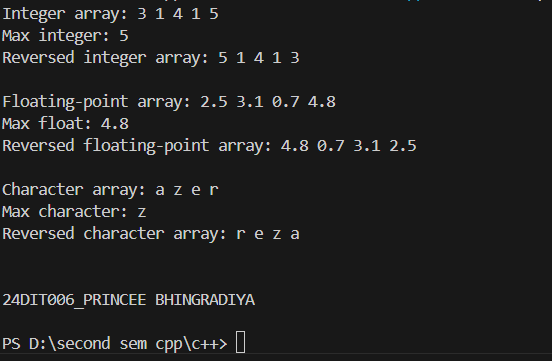 Integer array: 3 1 4 1 5
Max integer: 5
Reversed integer array: 5 1 4 1 3
Floating-point array: 2.5 3.1 0.7 4.8
Max float: 4.8
Reversed floating-point array: 4.8 0.7 3.1 2.5
Character array: a z e r
Max character: z
Reversed character array: r e z a
24DIT006_PRINCEE BHINGRADIYA
PS D:\second sem cpp\c++>